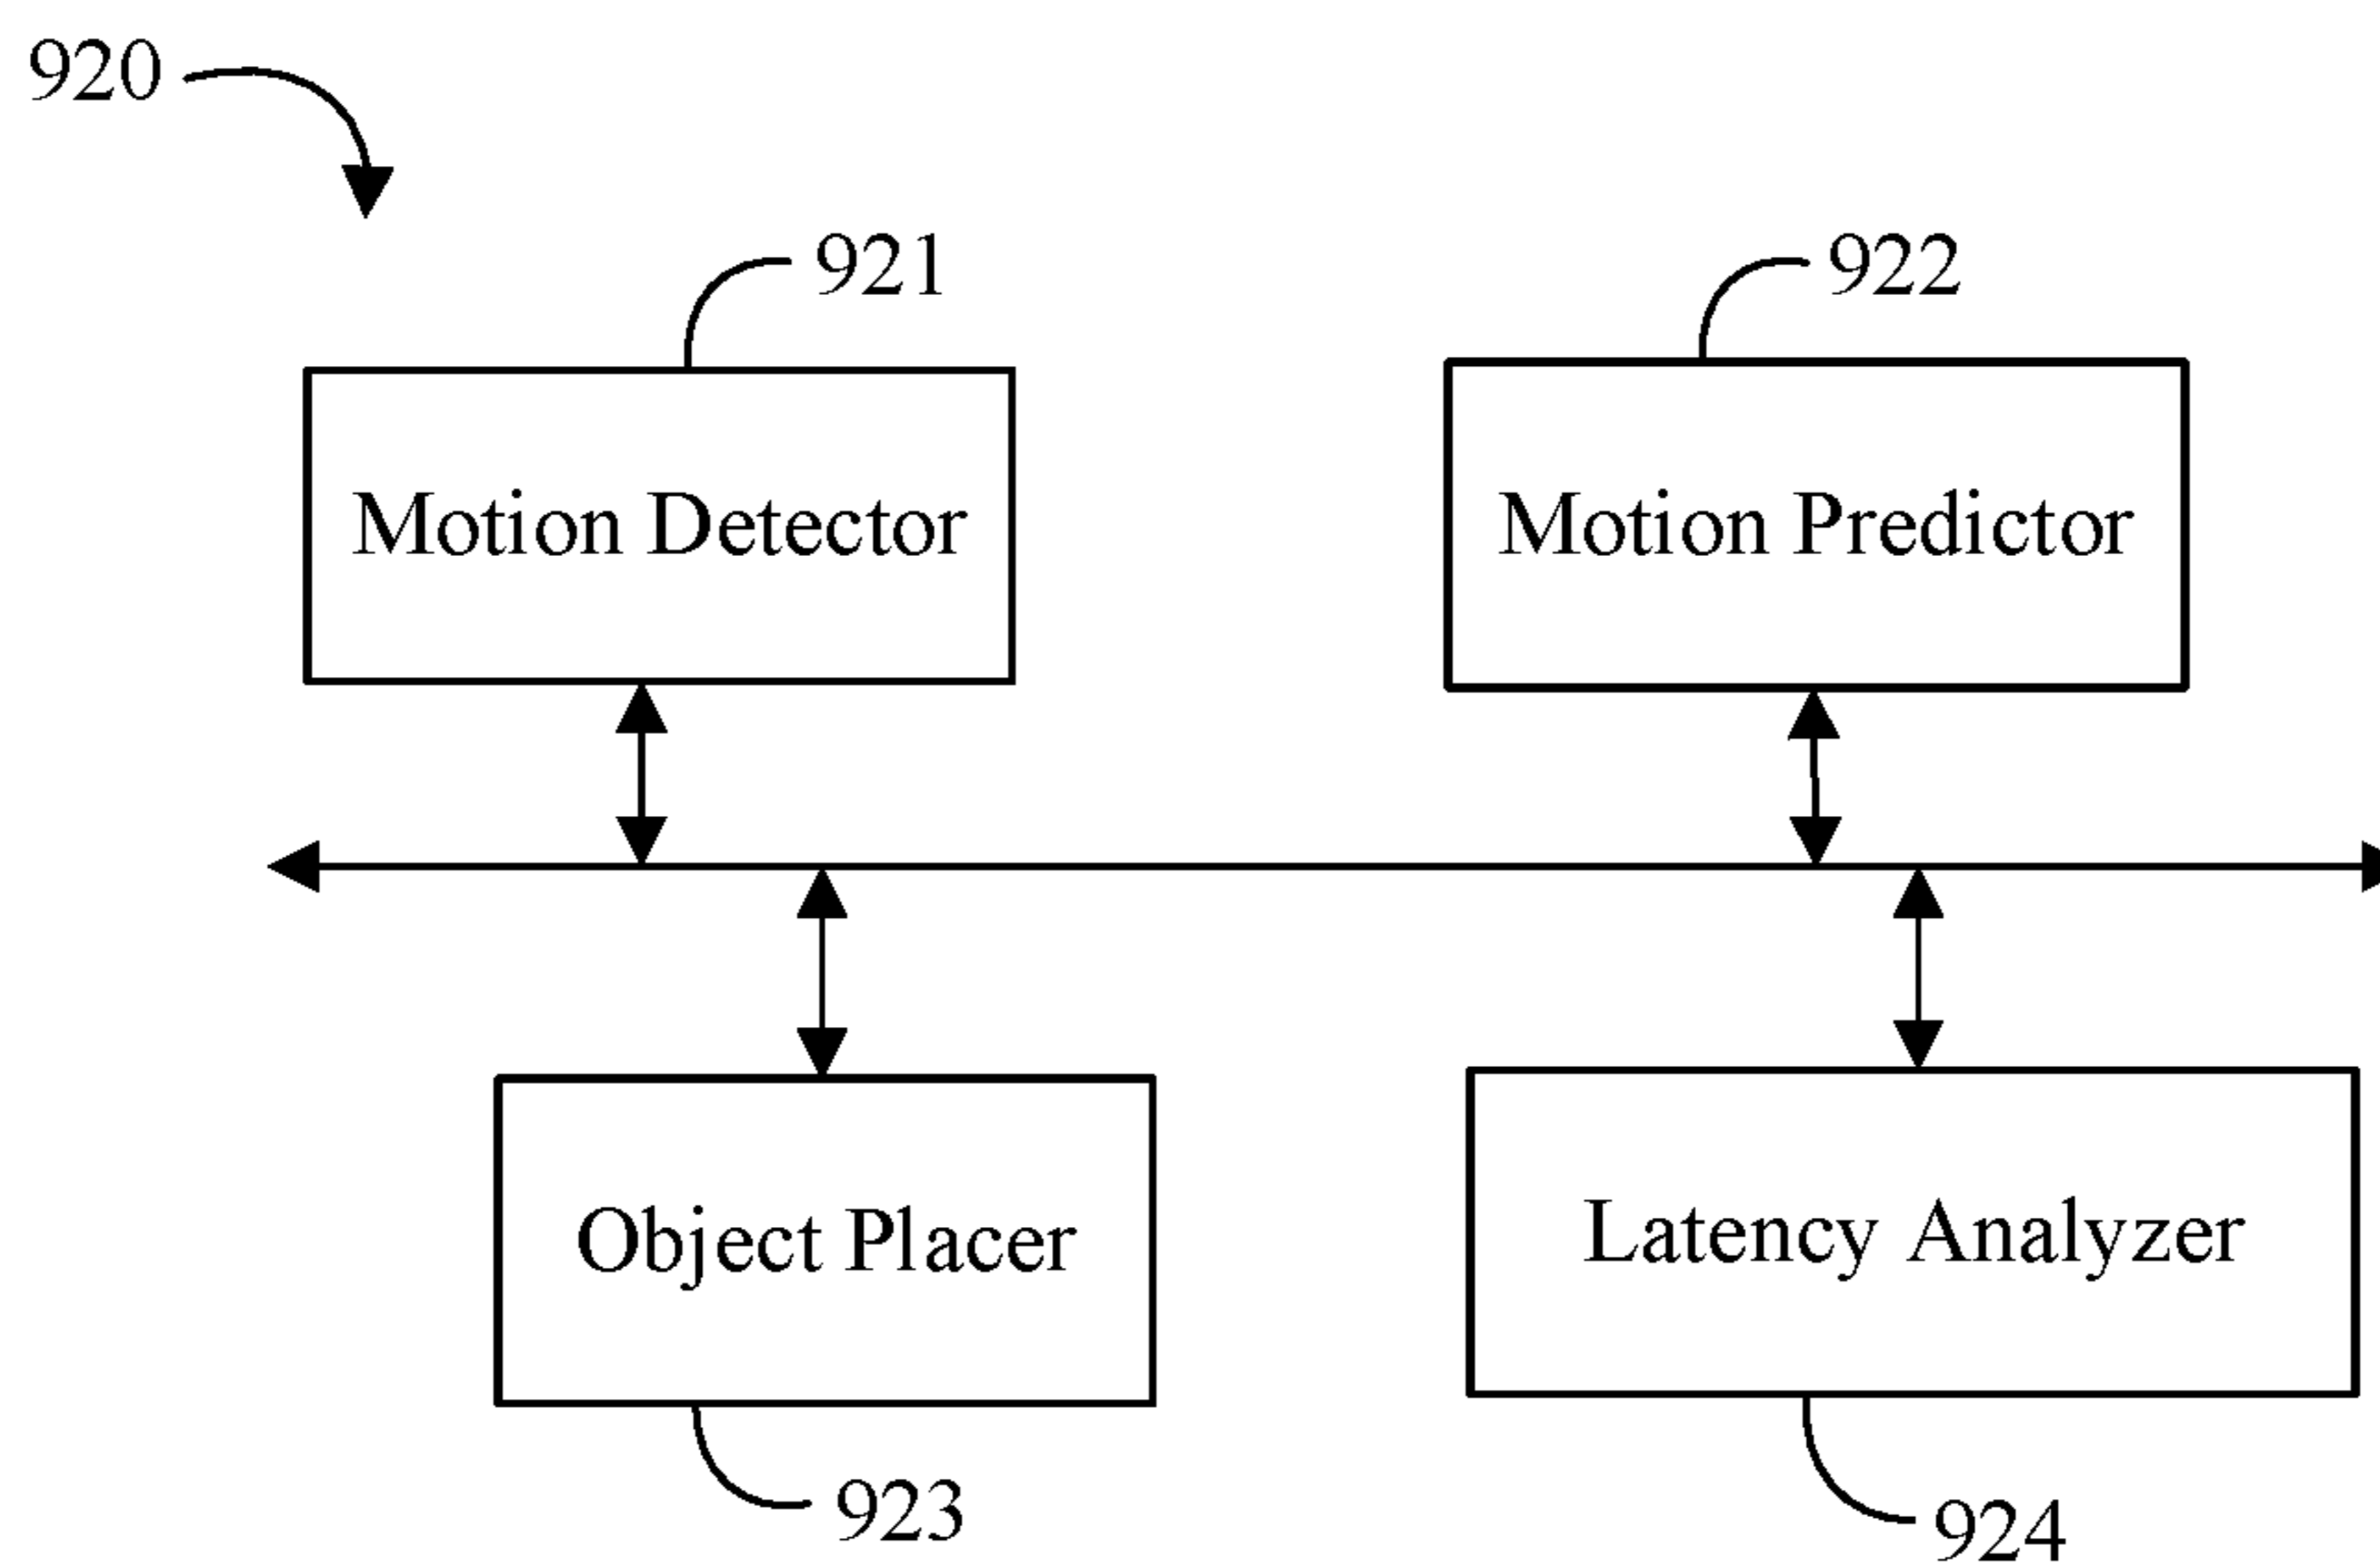 920
921
922
Motion Detector
Motion Predictor
Object Placer
Latency Analyzer
923
924